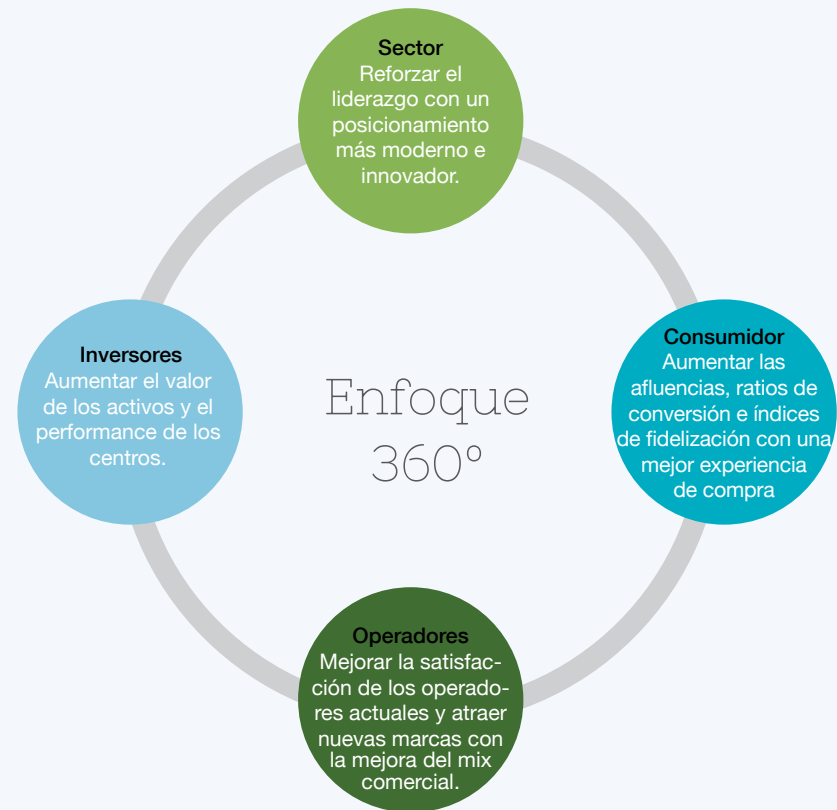 Sector
Reforzar el
liderazgo con un
posicionamiento
más moderno e
innovador.
Inversores
Aumentar el valor
de los activos y el
performance de los
centros.
Enfoque
360º
Consumidor
Aumentar las
afluencias, ratios de
conversión e índices
de fidelización con una
mejor experiencia
de compra
Operadores
Mejorar la satisfac-
ción de los operado-
res actuales y atraer
nuevas marcas con
la mejora del mix
comercial.